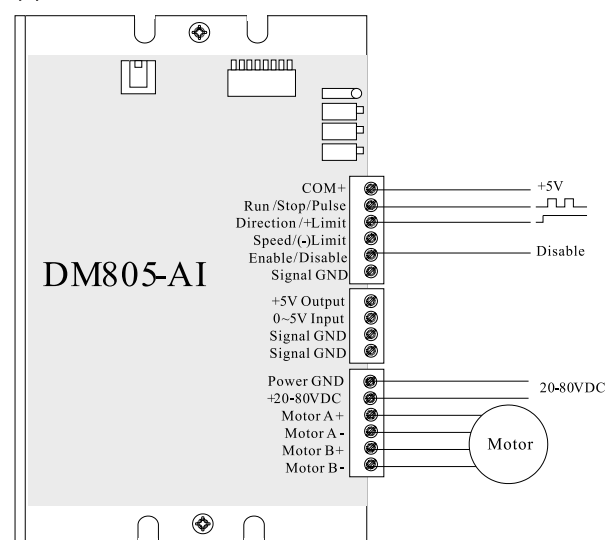 COM+
+5V
Run /Stop/Pulse
Direction /+Limit
Speed/(-)Limit
Enable/Disable
Disable
Signal GND
DM805-AI
+5V Output
0~5V Input
Signal GND
Signal GND
Power GND
20-80VDC
+20-80VDC
Motor A+
Motor A-
Motor B+
Motor B-
Motor